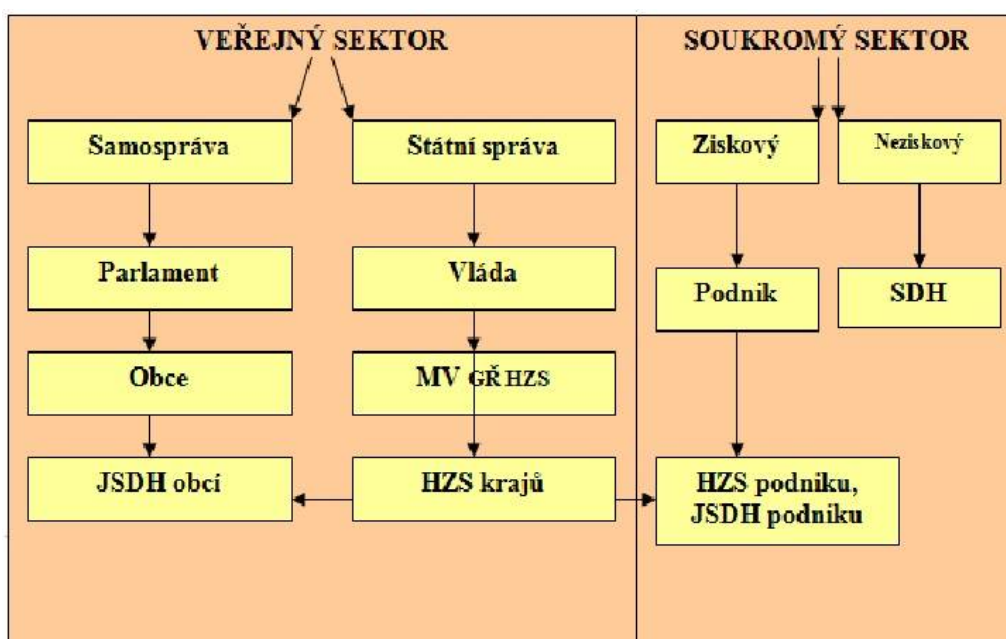 VEŘEJNÝ SEKTOR
SOUKROMÝ SEKTOR
Samospráva
Státní správa
Ziskový
Neziskový
Parlament
Vláda
Podnik
SDH
Obce
MV GŘ HZS
JSDH obcí
HZS krajů
HZS podniku,
JSDH podniku